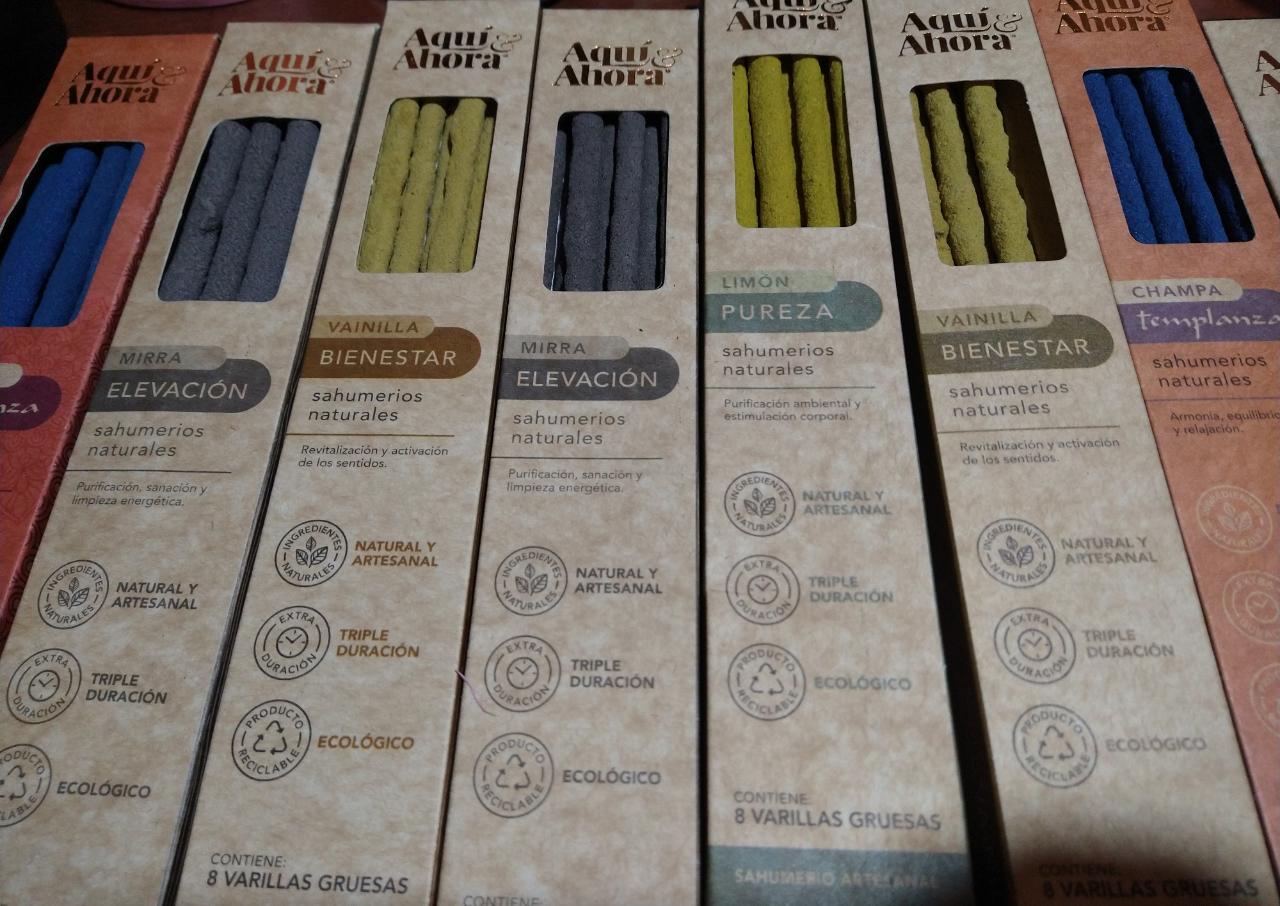 Aquí &
Ahora
Aquí &
Ahora
MIRRA
ELEVACIÓN
sahumerios
naturales
Purificación, sanación y
limpieza energética.
INGREDIENTES NATURALES
NATURAL Y
ARTESANAL
EXTRA DURACIÓN
TRIPLE
DURACIÓN
PRODUCTO RECICLABLE
ECOLÓGICO
Aquí &
Ahora
VAINILLA
BIENESTAR
sahumerios
naturales
Revitalización y activación
de los sentidos.
INGREDIENTES NATURALES
NATURAL Y
ARTESANAL
EXTRA DURACIÓN
TRIPLE
DURACIÓN
PRODUCTO RECICLABLE
ECOLÓGICO
CONTIENE:
8 VARILLAS GRUESAS
Aquí &
Ahora
MIRRA
ELEVACIÓN
sahumerios
naturales
Purificación, sanación y
limpieza energética.
INGREDIENTES NATURALES
NATURAL Y
ARTESANAL
EXTRA DURACIÓN
TRIPLE
DURACIÓN
PRODUCTO RECICLABLE
ECOLÓGICO
CONTIENE:
Aquí &
Ahora
LIMÓN
PUREZA
sahumerios
naturales
Purificación ambiental y
estimulación corporal.
INGREDIENTES NATURALES
NATURAL Y
ARTESANAL
EXTRA DURACIÓN
TRIPLE
DURACIÓN
PRODUCTO RECICLABLE
ECOLÓGICO
CONTIENE:
8 VARILLAS GRUESAS
SAHUMERIO ARTESANAL
Aquí &
Ahora
VAINILLA
BIENESTAR
sahumerios
naturales
Revitalización y activación
de los sentidos.
INGREDIENTES NATURALES
NATURAL Y
ARTESANAL
EXTRA DURACIÓN
TRIPLE
DURACIÓN
PRODUCTO RECICLABLE
ECOLÓGICO
CONTIENE:
8 VARILLAS GRUESAS
Aquí &
Ahora
CHAMPA
templanza
sahumerios
naturales
Armonía, equilibrio
y relajación.
INGREDIENTES NATURALES
EXTRA